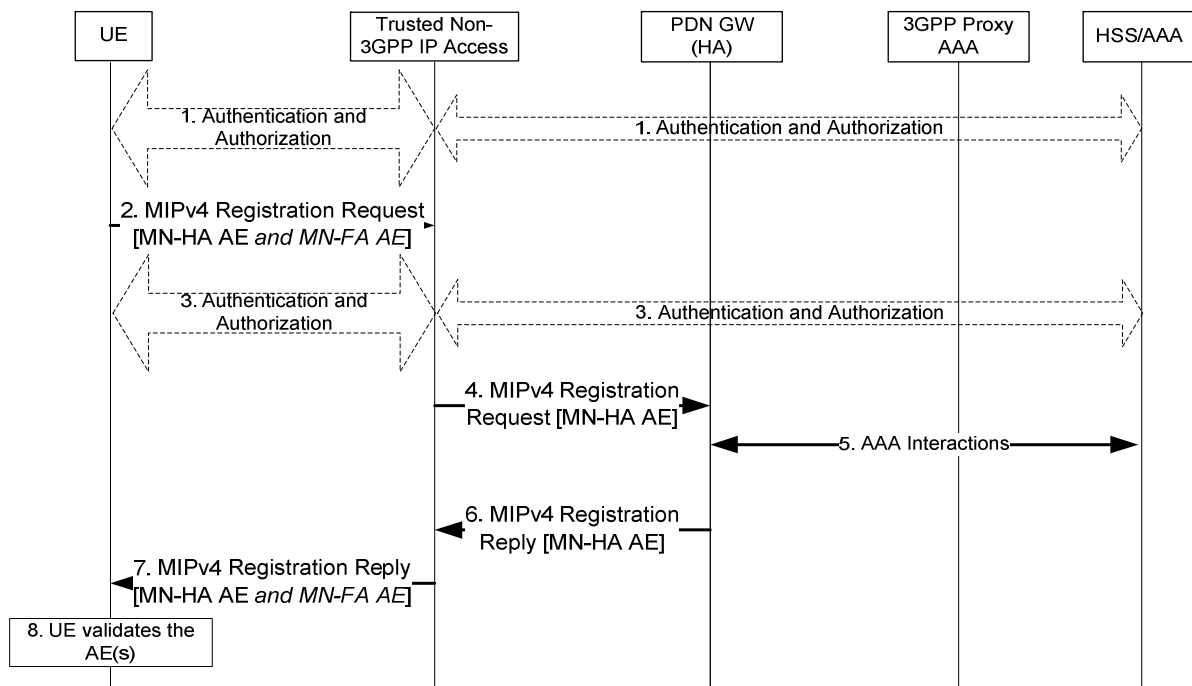 UE
Trusted Non-
3GPP IP Access
PDN GW
(HA)
3GPP Proxy
AAA
HSS/AAA
1. Authentication and
Authorization
1. Authentication and Authorization
2. MIPv4 Registration Request
[MN-HA AE and MN-FA AE]
3. Authentication and
Authorization
3. Authentication and Authorization
4. MIPv4 Registration
Request [MN-HA AE]
5. AAA Interactions
6. MIPv4 Registration
Reply [MN-HA AE]
7. MIPv4 Registration Reply
[MN-HA AE and MN-FA AE]
8. UE validates the
AE(s)